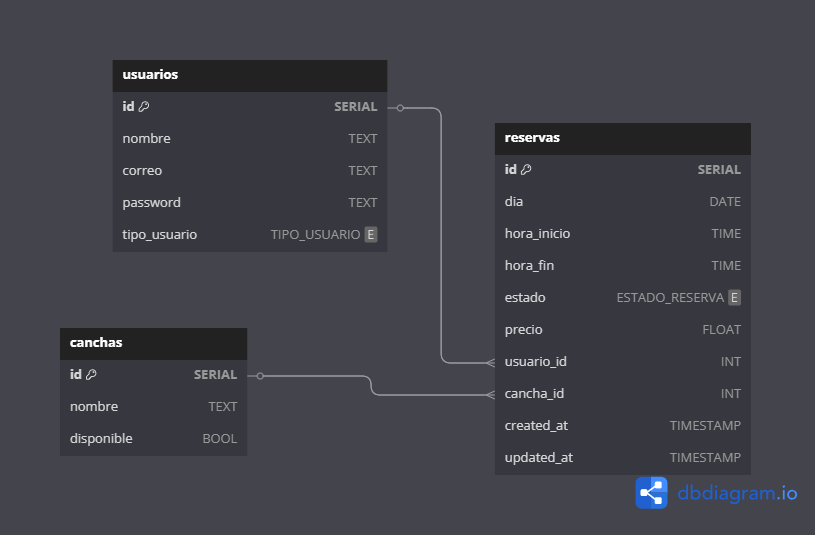 usuarios
id SERIAL
nombre TEXT
correo TEXT
password TEXT
tipo_usuario TIPO_USUARIO E
canchas
id SERIAL
nombre TEXT
disponible BOOL
reservas
id SERIAL
dia DATE
hora_inicio TIME
hora_fin TIME
estado ESTADO_RESERVA E
precio FLOAT
usuario_id INT
cancha_id INT
created_at TIMESTAMP
updated_at TIMESTAMP
dbdiagram.io